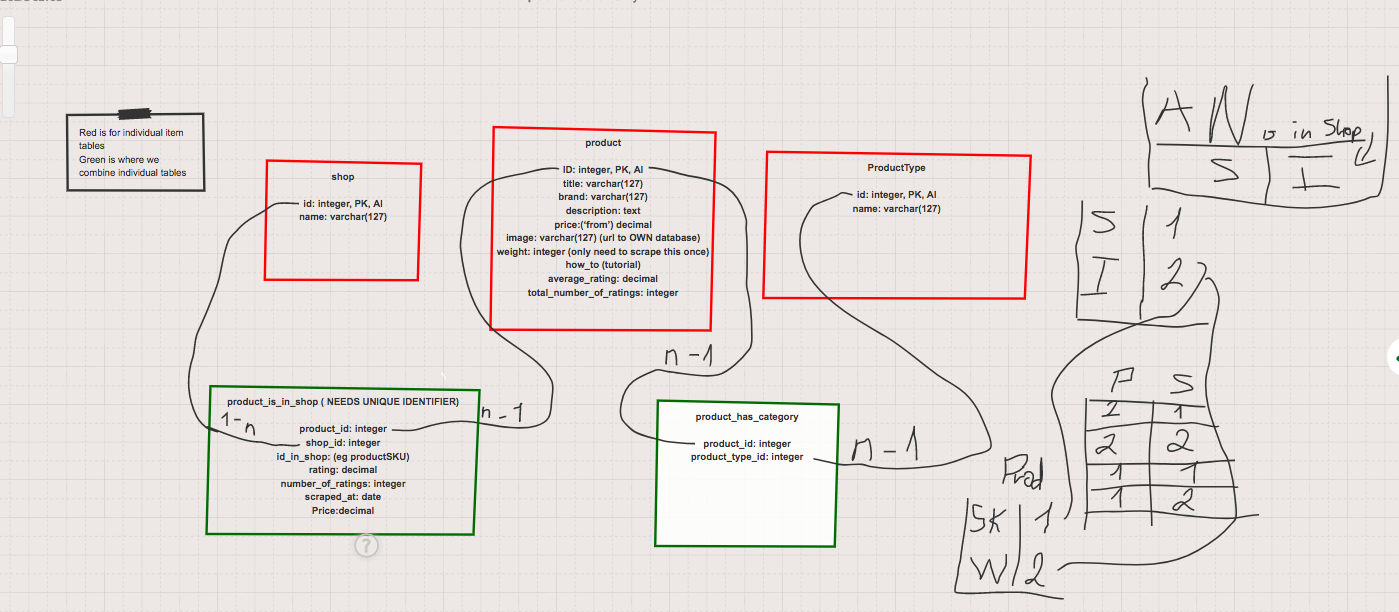 Red is for individual item
tables
Green is where we
combine individual tables
shop
id: integer, PK, AI
name: varchar(127)
product
ID: integer, PK, AI
title: varchar(127)
brand: varchar(127)
description: text
price:('from') decimal
image: varchar(127) (url to OWN database)
weight: integer (only need to scrape this once)
how_to (tutorial)
average_rating: decimal
total_number_of_ratings: integer
ProductType
id: integer, PK, AI
name: varchar(127)
product_is_in_shop ( NEEDS UNIQUE IDENTIFIER)
product_id: integer
shop_id: integer
id_in_shop: (eg productSKU)
rating: decimal
number_of_ratings: integer
scraped_at: date
Price:decimal
1-n
n-1
n-1
product_has_category
product_id: integer
product_type_id: integer
n-1
A N is in Shop
S I
S 1
I 2
P S
2 1
2 2
1 1
1 2
Prod
SK 1
W 2
?